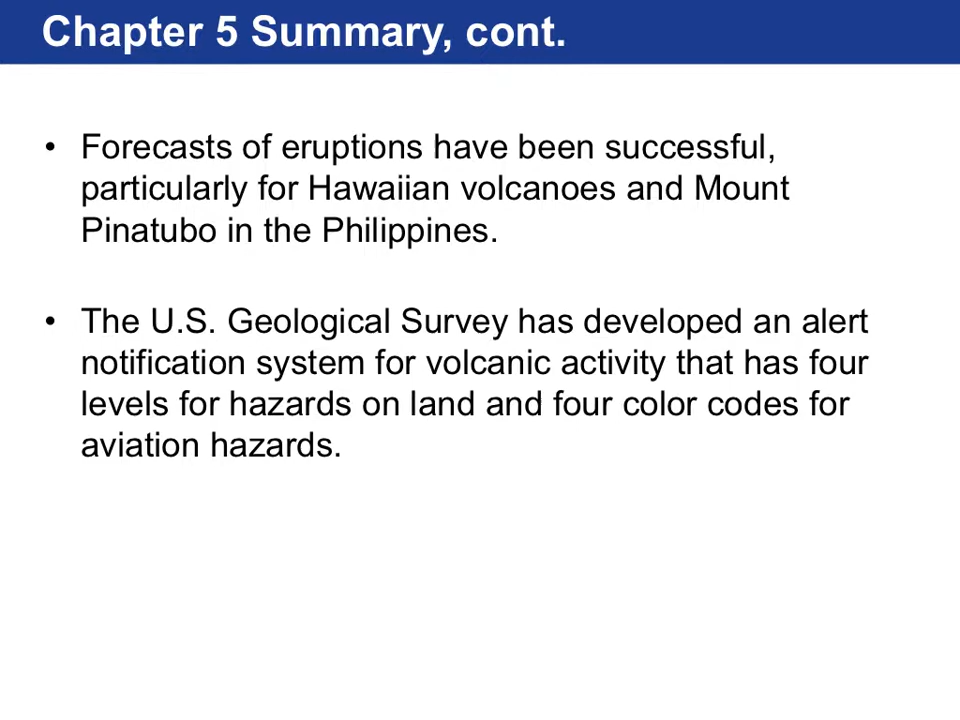 Chapter 5 Summary, cont.
• Forecasts of eruptions have been successful,
particularly for Hawaiian volcanoes and Mount
Pinatubo in the Philippines.
• The U.S. Geological Survey has developed an alert
notification system for volcanic activity that has four
levels for hazards on land and four color codes for
aviation hazards.